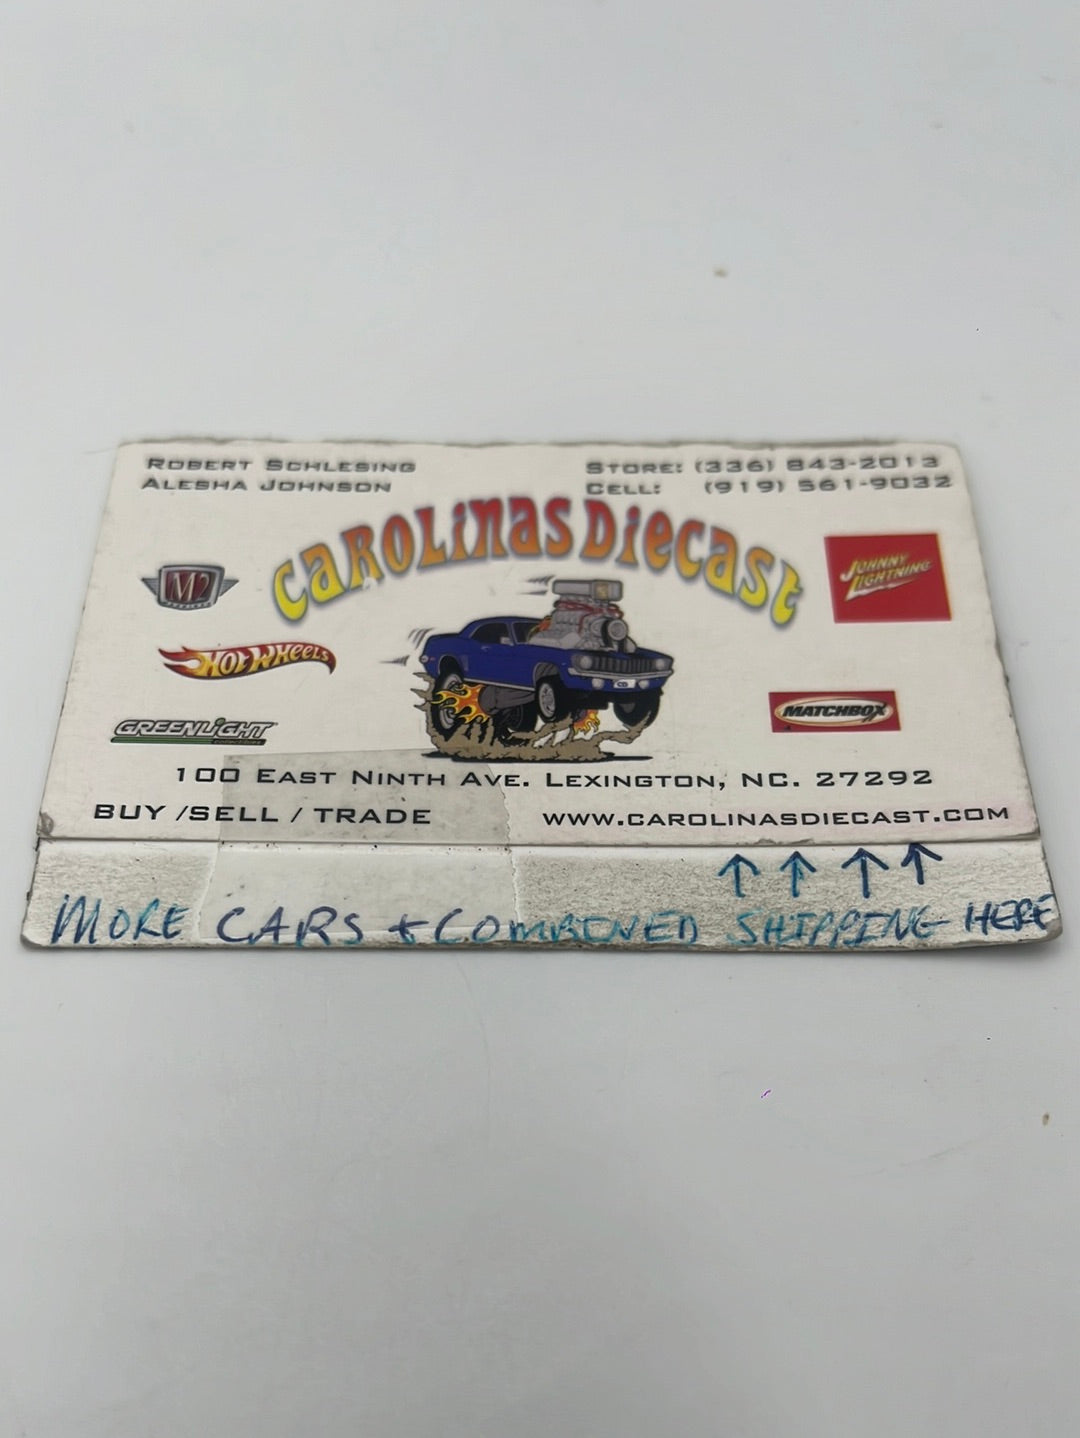 ROBERT SCHLESING
ALESHA JOHNSON
STORE: (336) 843-2013
CELL: (919) 561-9032
CAROLINAS DIECAST
M2
JOHNNY
LIGHTNING
HOT WHEELS
GREENLIGHT
MATCHBOX
100 EAST NINTH AVE. LEXINGTON, NC. 27292
BUY /SELL / TRADE
WWW.CAROLINASDIECAST.COM
↑ ↑ ↑ ↑
MORE CARS + COMBINED SHIPPING HERE